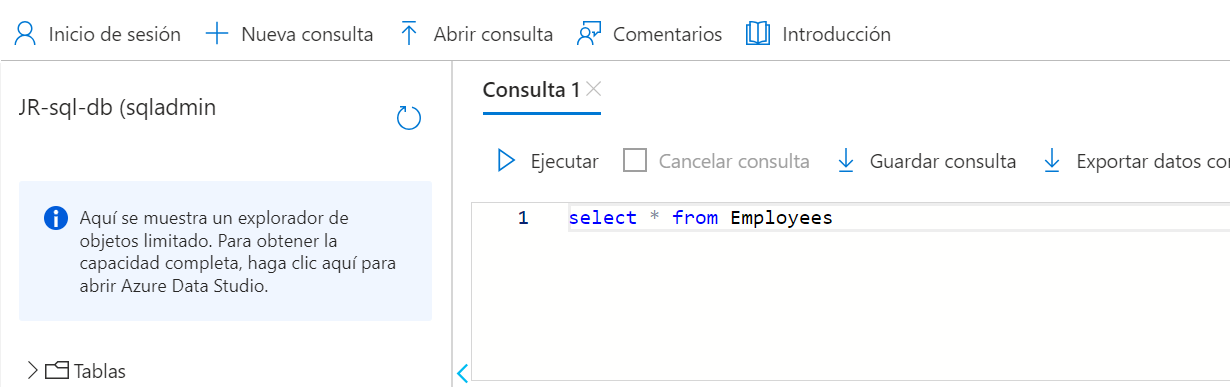 Inicio de sesión Nueva consulta Abrir consulta Comentarios Introducción
JR-sql-db (sqladmin
Aquí se muestra un explorador de
objetos limitado. Para obtener la
capacidad completa, haga clic aquí para
abrir Azure Data Studio.
Tablas
Consulta 1
Ejecutar Cancelar consulta Guardar consulta Exportar datos co
1 select * from Employees